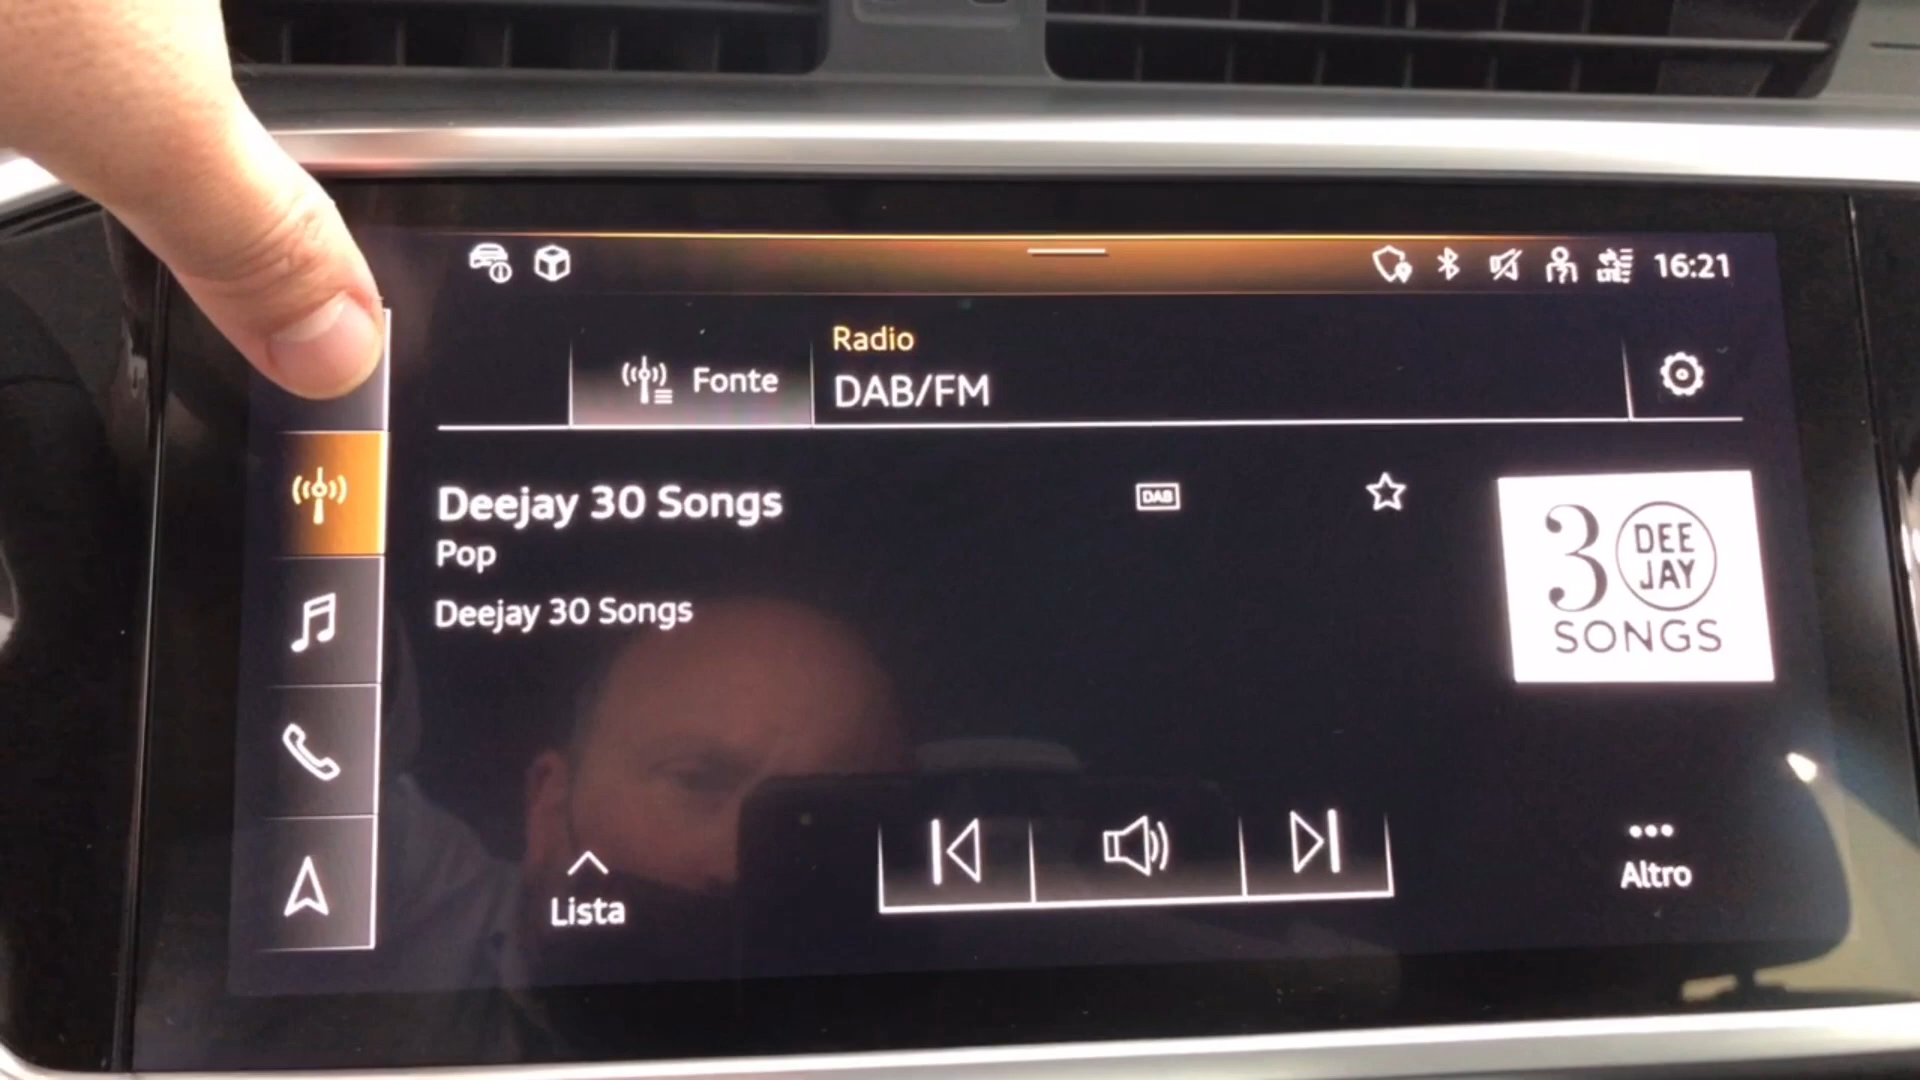 16:21
Radio
Fonte
DAB/FM
Deejay 30 Songs
DAB
Pop
Deejay 30 Songs
30 DEE JAY
SONGS
Lista
Altro